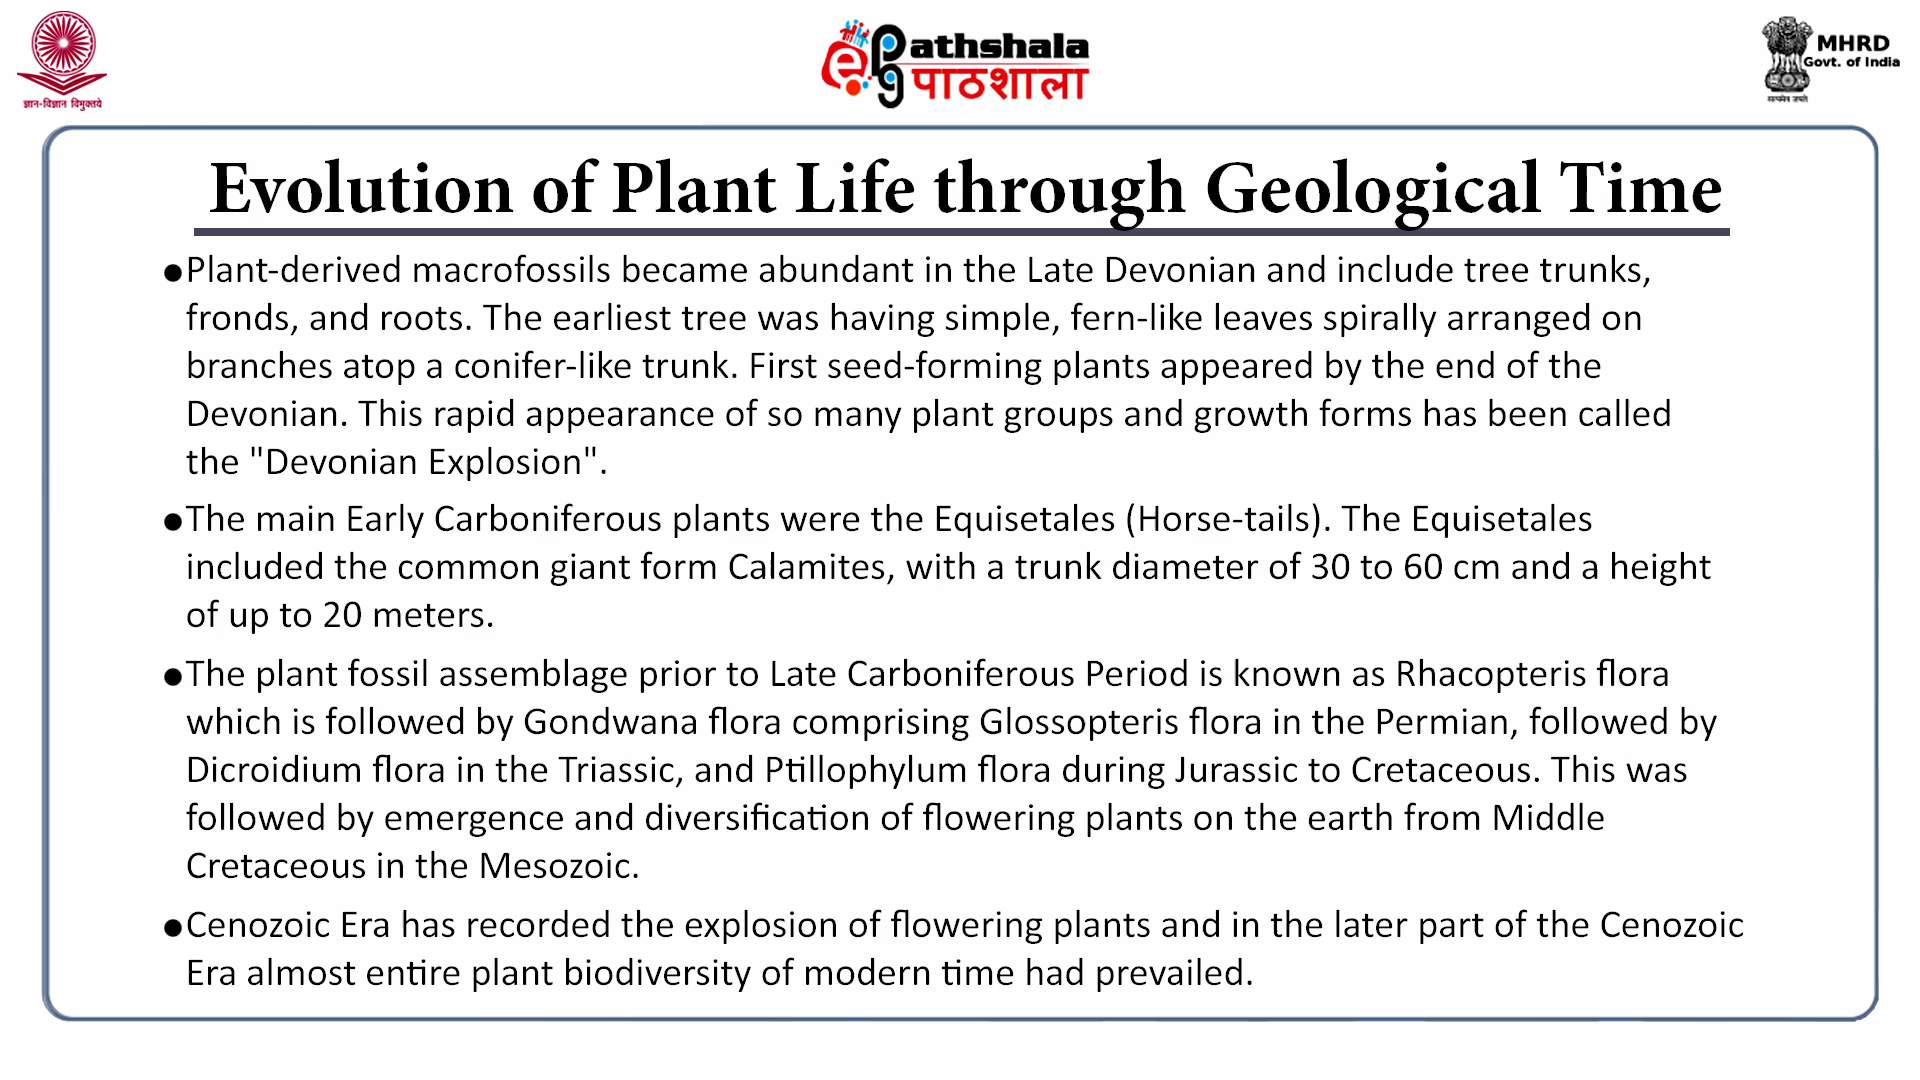 ज्ञान-विज्ञान विमुक्तये
ePathshala
पाठशाला
MHRD
Govt. of India
सत्यमेव जयते
Evolution of Plant Life through Geological Time
●Plant-derived macrofossils became abundant in the Late Devonian and include tree trunks,
fronds, and roots. The earliest tree was having simple, fern-like leaves spirally arranged on
branches atop a conifer-like trunk. First seed-forming plants appeared by the end of the
Devonian. This rapid appearance of so many plant groups and growth forms has been called
the "Devonian Explosion".
●The main Early Carboniferous plants were the Equisetales (Horse-tails). The Equisetales
included the common giant form Calamites, with a trunk diameter of 30 to 60 cm and a height
of up to 20 meters.
●The plant fossil assemblage prior to Late Carboniferous Period is known as Rhacopteris flora
which is followed by Gondwana flora comprising Glossopteris flora in the Permian, followed by
Dicroidium flora in the Triassic, and Ptillophylum flora during Jurassic to Cretaceous. This was
followed by emergence and diversification of flowering plants on the earth from Middle
Cretaceous in the Mesozoic.
●Cenozoic Era has recorded the explosion of flowering plants and in the later part of the Cenozoic
Era almost entire plant biodiversity of modern time had prevailed.